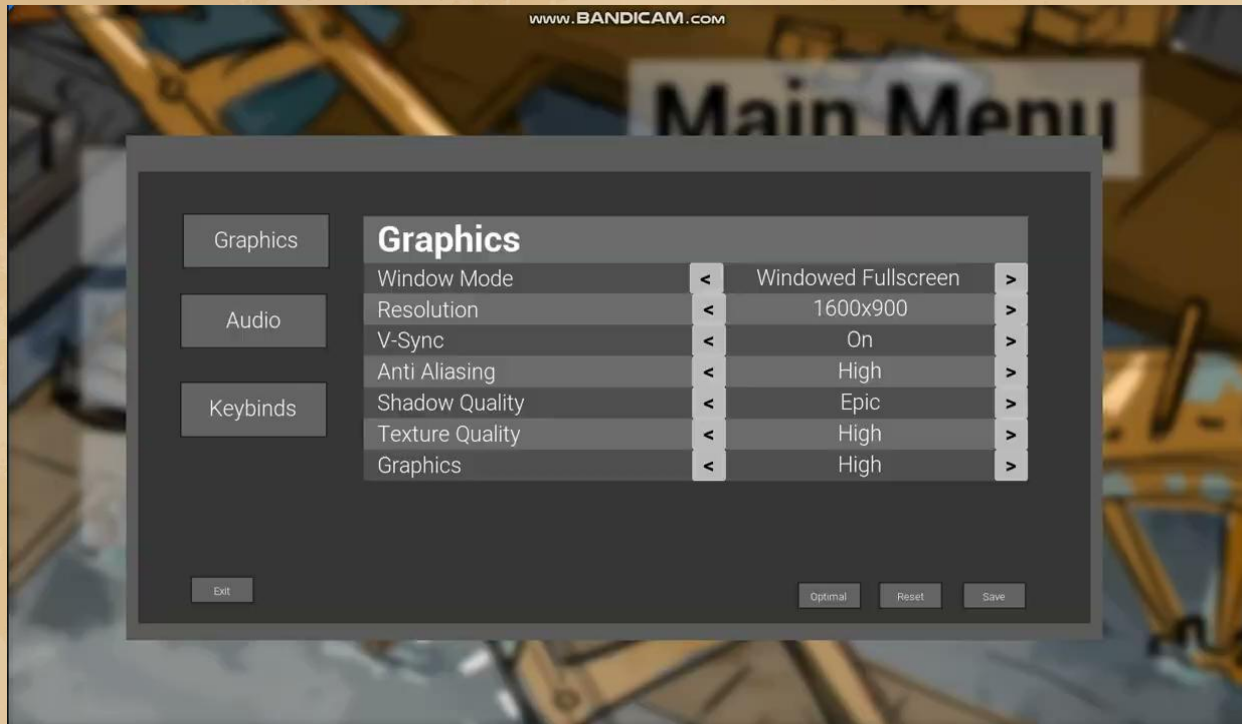 www.BANDICAM.com
Main Menu
Graphics
Audio
Keybinds
Graphics
Window Mode < Windowed Fullscreen >
Resolution < 1600x900 >
V-Sync < On >
Anti Aliasing < High >
Shadow Quality < Epic >
Texture Quality < High >
Graphics < High >
Exit
Optimal
Reset
Save